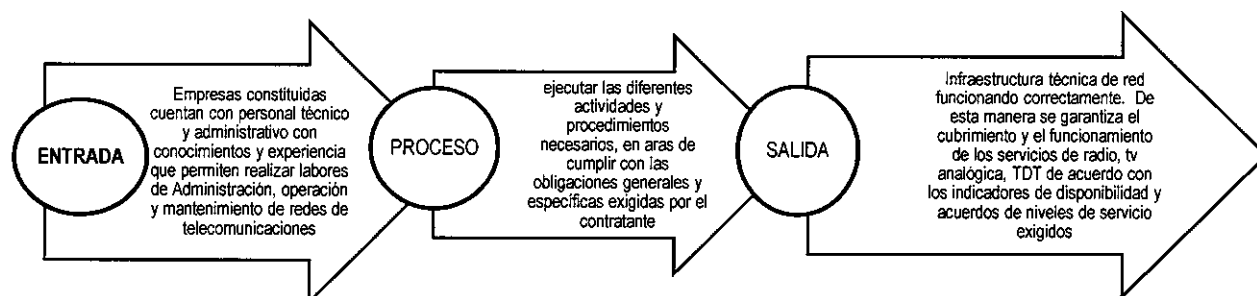 ENTRADA
Empresas constituidas
cuentan con personal técnico
y administrativo con
conocimientos y experiencia
que permiten realizar labores
de Administración, operación
y mantenimiento de redes de
telecomunicaciones
PROCESO
ejecutar las diferentes
actividades y
procedimientos
necesarios, en aras de
cumplir con las
obligaciones generales y
específicas exigidas por el
contratante
SALIDA
Infraestructura técnica de red
funcionando correctamente. De
esta manera se garantiza el
cubrimiento y el funcionamiento
de los servicios de radio, tv
analógica, TDT de acuerdo con
los indicadores de disponibilidad y
acuerdos de niveles de servicio
exigidos